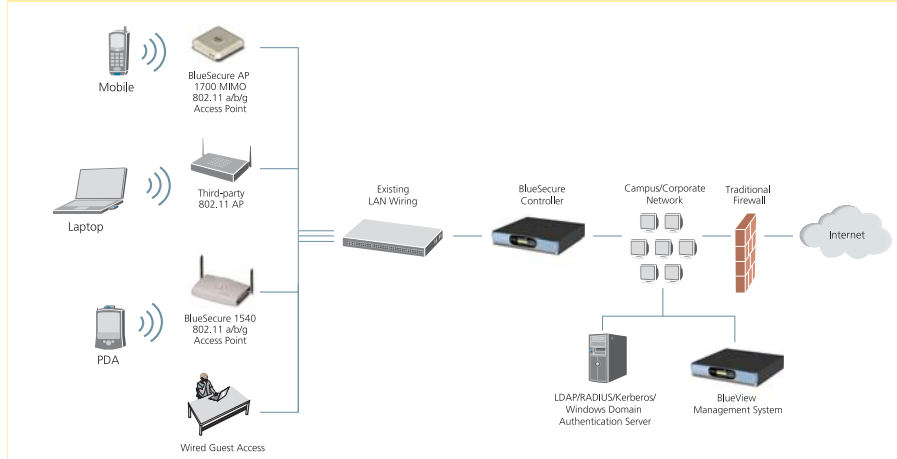 Mobile
BlueSecure AP
1700 MIMO
802.11 a/b/g
Access Point
Laptop
Third-party
802.11 AP
PDA
BlueSecure 1540
802.11 a/b/g
Access Point
Wired Guest Access
Existing
LAN Wiring
BlueSecure
Controller
Campus/Corporate
Network
Traditional
Firewall
Internet
LDAP/RADIUS/Kerberos/
Windows Domain
Authentication Server
BlueView
Management System